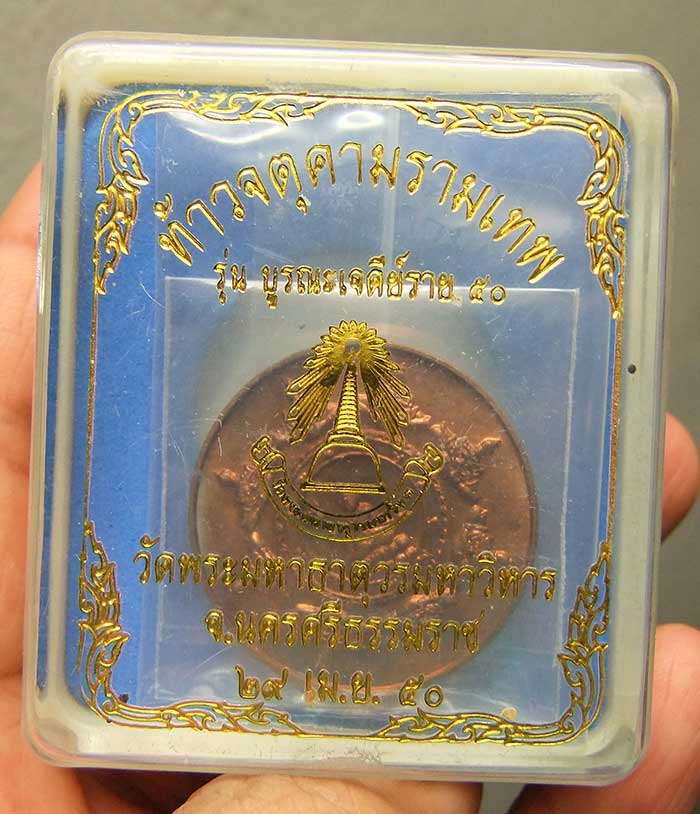 ท้าวจตุคามรามเทพ
รุ่น บูรณะเจดีย์ราย ๕๐
วัดพระมหาธาตุวรมหาวิหาร
จ.นครศรีธรรมราช
๒๙ เม.ย. ๕๐